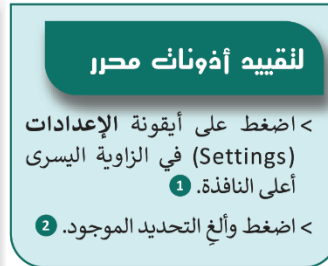 لتقييد أذونات محرر
> اضغط على أيقونة الإعدادات
(Settings) في الزاوية اليسرى
أعلى النافذة. 1
> اضغط وألغِ التحديد الموجود. 2